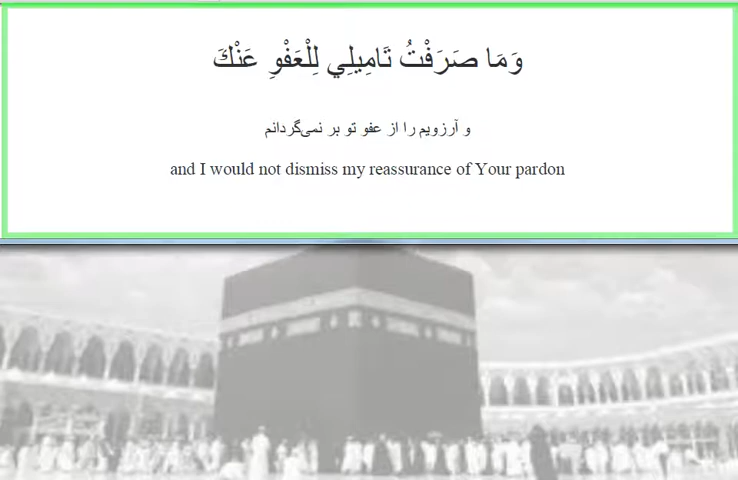 وَمَا صَرَفْتُ تَامِيلِي لِلْعَفْوِ عَنْكَ
و آرزویم را از عفو تو بر نمی‌گردانم
and I would not dismiss my reassurance of Your pardon